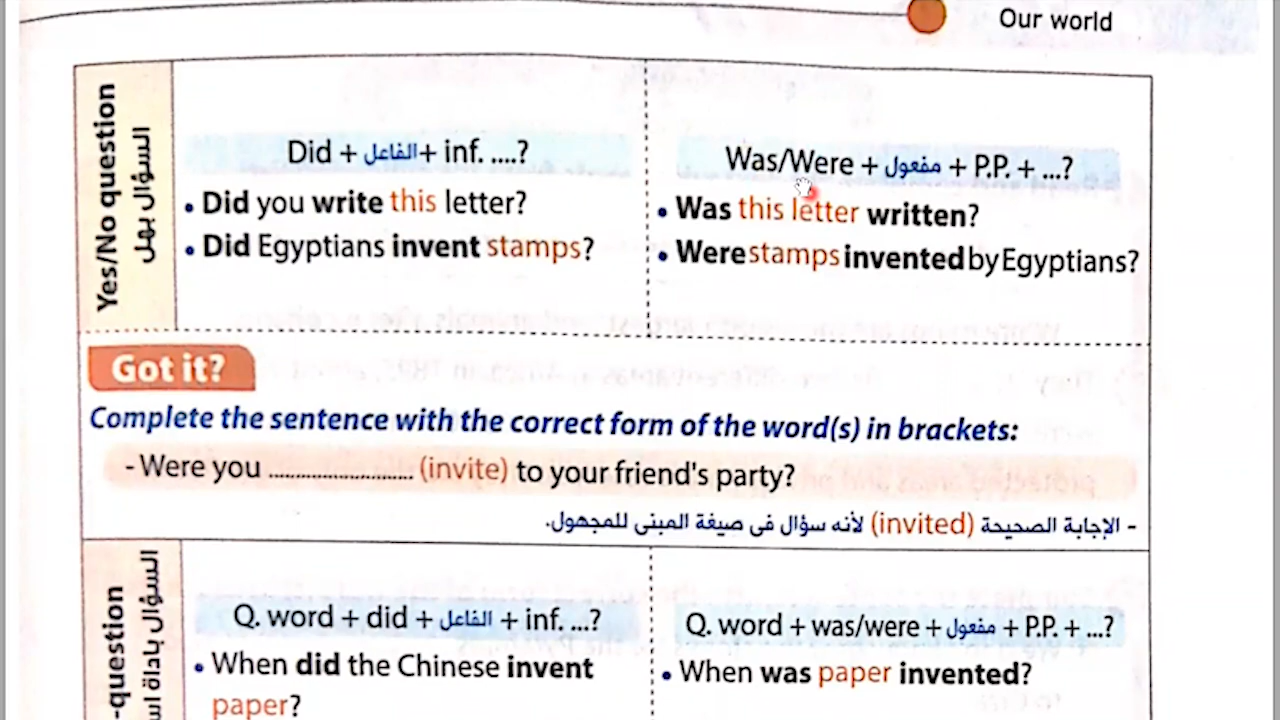 Our world
Yes/No question
السؤال بهل
Did + الفاعل + inf. ....?
• Did you write this letter?
• Did Egyptians invent stamps?
Was/Were + مفعول + P.P. + ...?
• Was this letter written?
• Were stamps invented by Egyptians?
Got it?
Complete the sentence with the correct form of the word(s) in brackets:
- Were you ........................ (invite) to your friend's party?
- الإجابة الصحيحة (invited) لأنه سؤال فى صيغة المبنى للمجهول.
-question
السؤال بأداة
Q. word + did + الفاعل + inf. ...?
• When did the Chinese invent
paper?
Q. word + was/were + مفعول + P.P. + ...?
• When was paper invented?